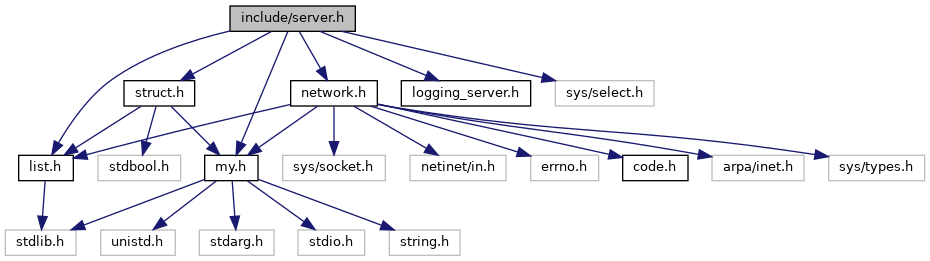 include/server.h
struct.h
network.h
logging_server.h
sys/select.h
list.h
stdbool.h
my.h
sys/socket.h
netinet/in.h
errno.h
code.h
arpa/inet.h
sys/types.h
stdlib.h
unistd.h
stdarg.h
stdio.h
string.h